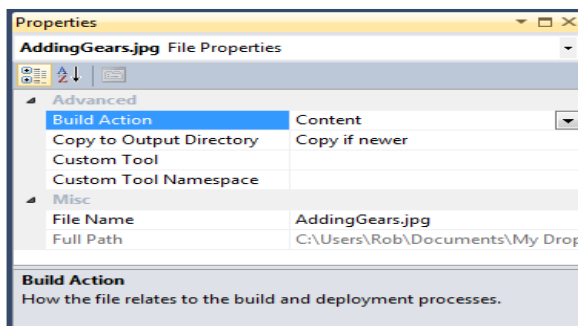 Properties
AddingGears.jpg File Properties
Advanced
Build Action Content
Copy to Output Directory Copy if newer
Custom Tool
Custom Tool Namespace
Misc
File Name AddingGears.jpg
Full Path C:\Users\Rob\Documents\My Drop
Build Action
How the file relates to the build and deployment processes.